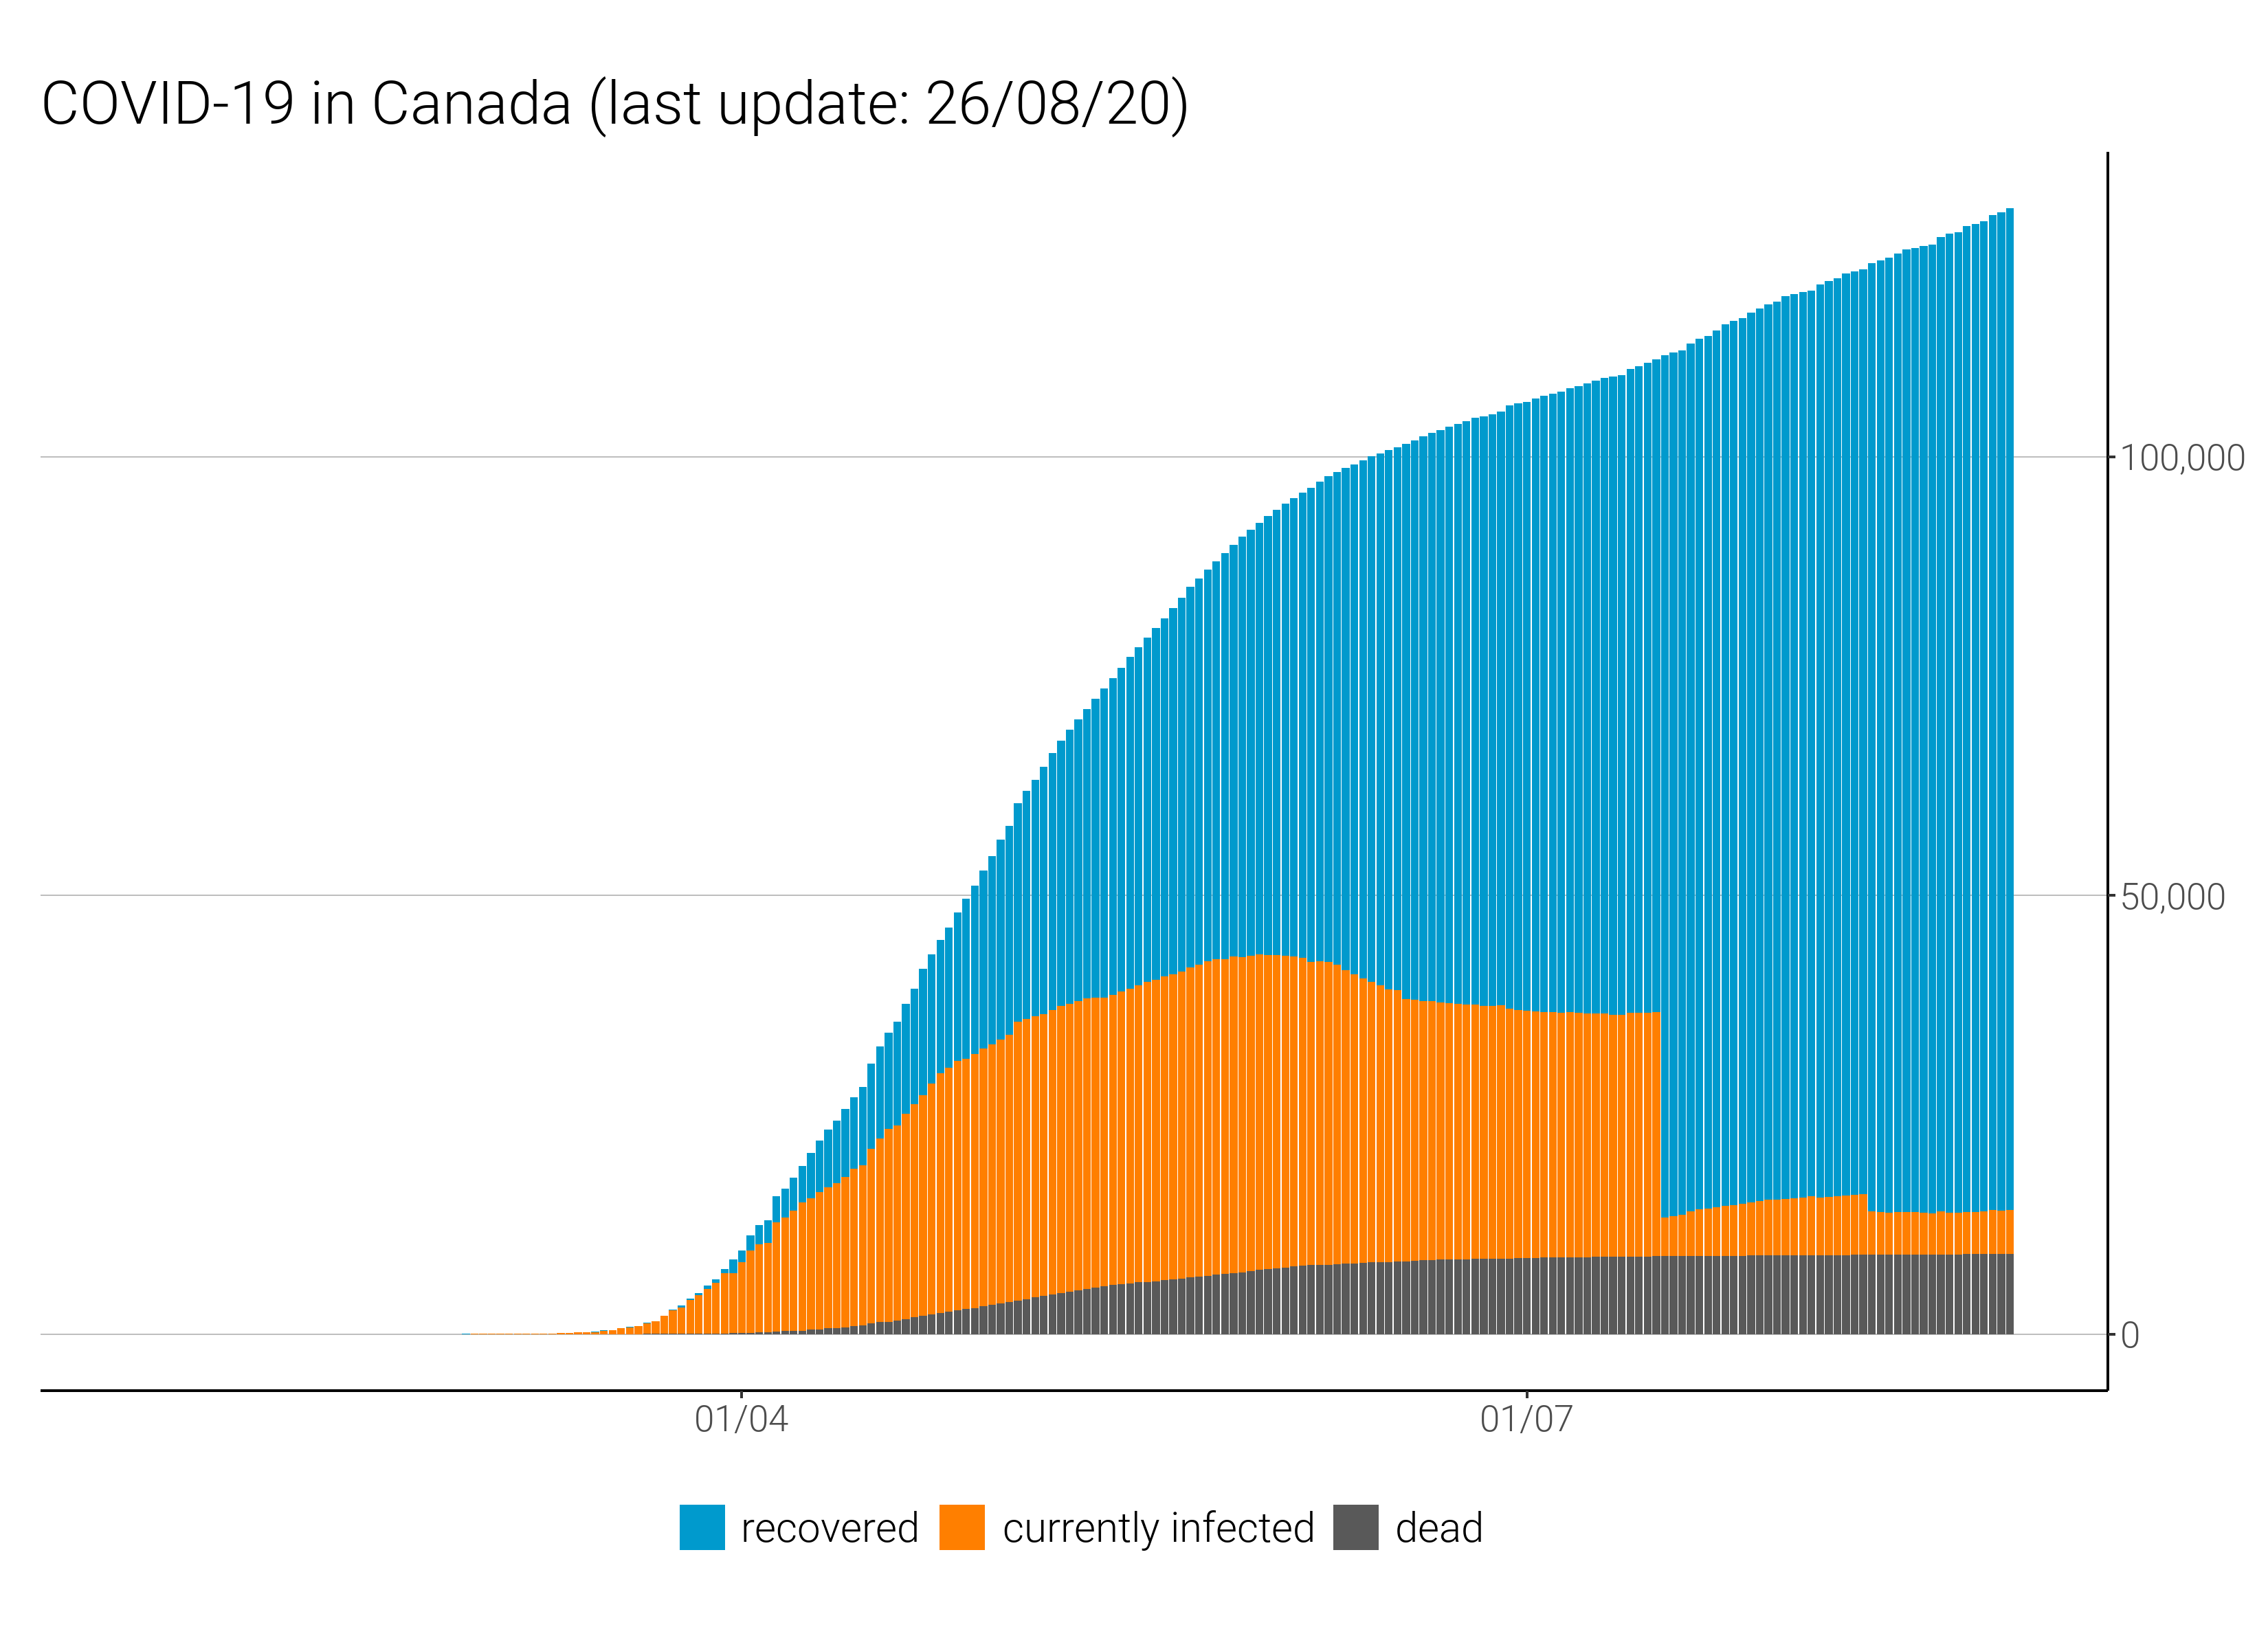 COVID-19 in Canada (last update: 26/08/20)
100,000
50,000
0
01/04 01/07
recovered currently infected dead